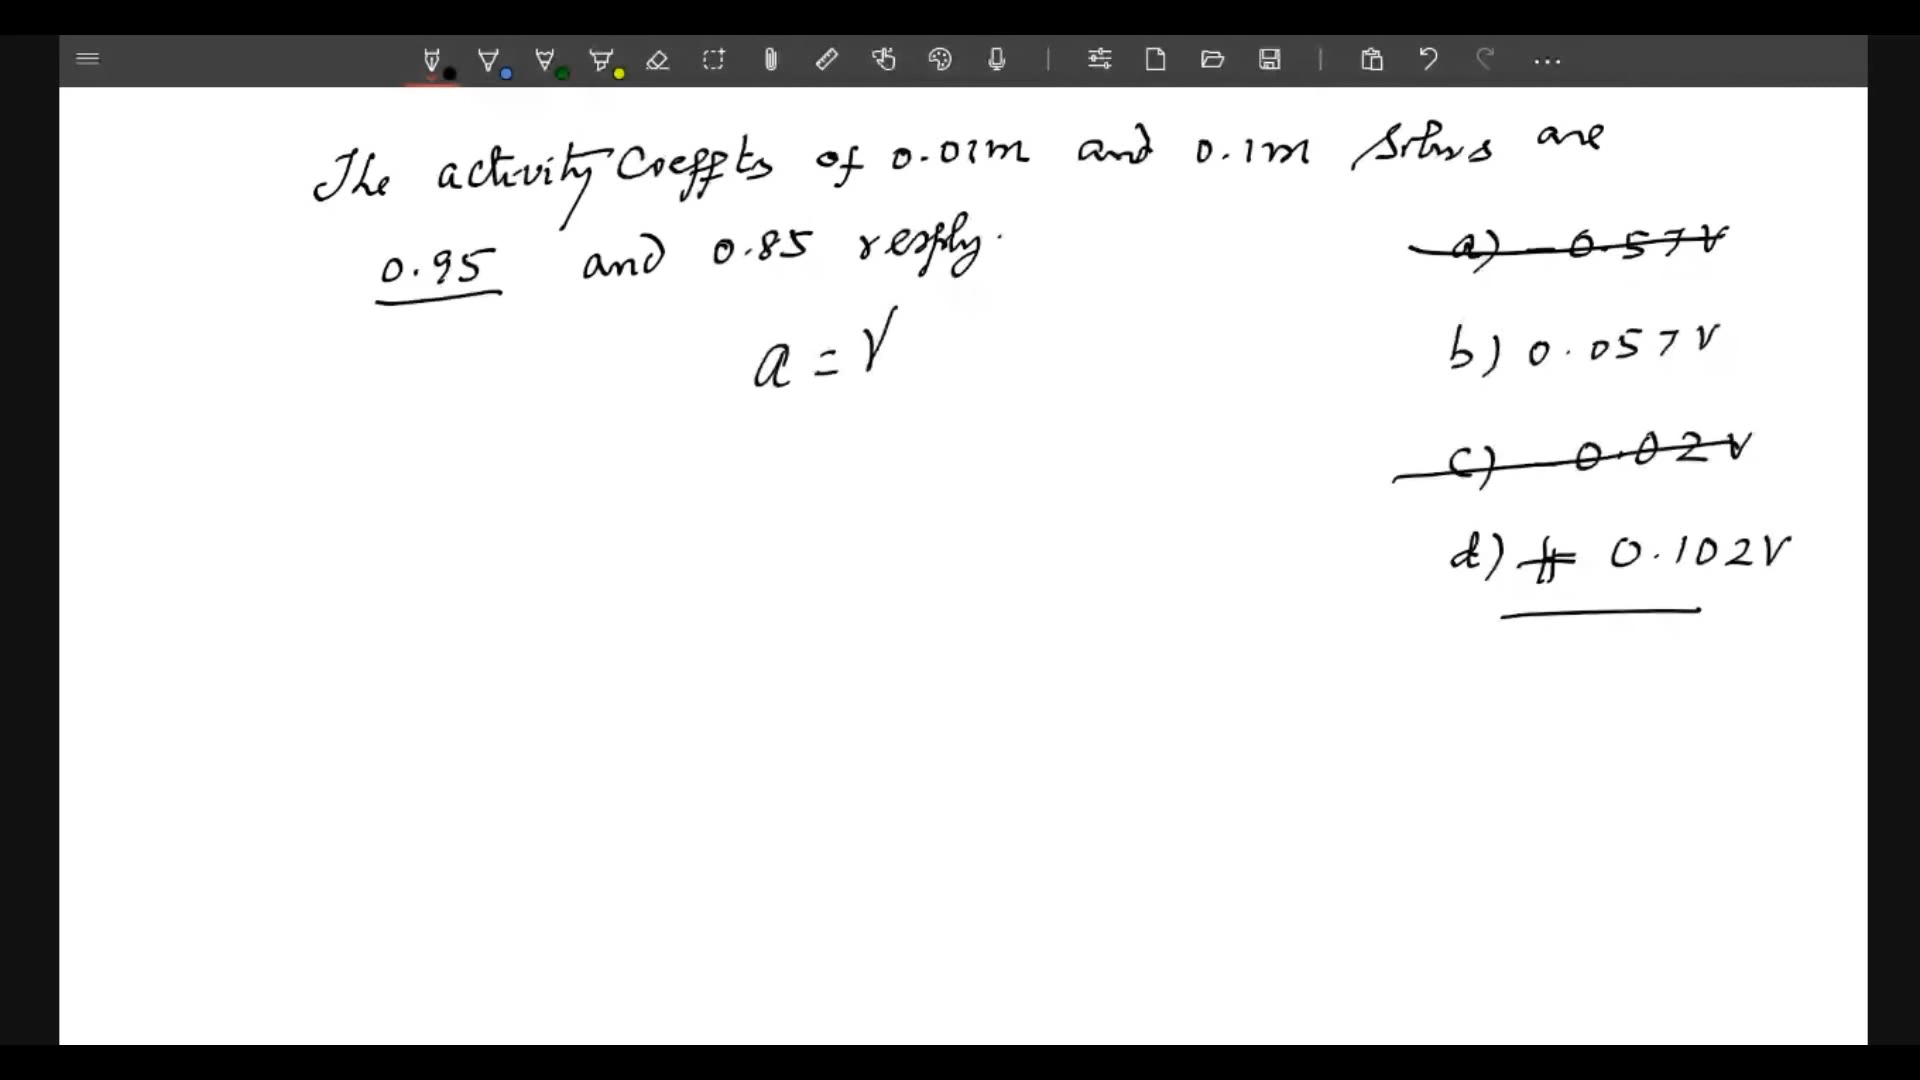 The activity Coeffts of 0.01m and 0.1m Solns are
0.95 and 0.85 resply.
a = γ
a) - 0.57V
b) 0.057V
c) - 0.02V
d) 0.102V